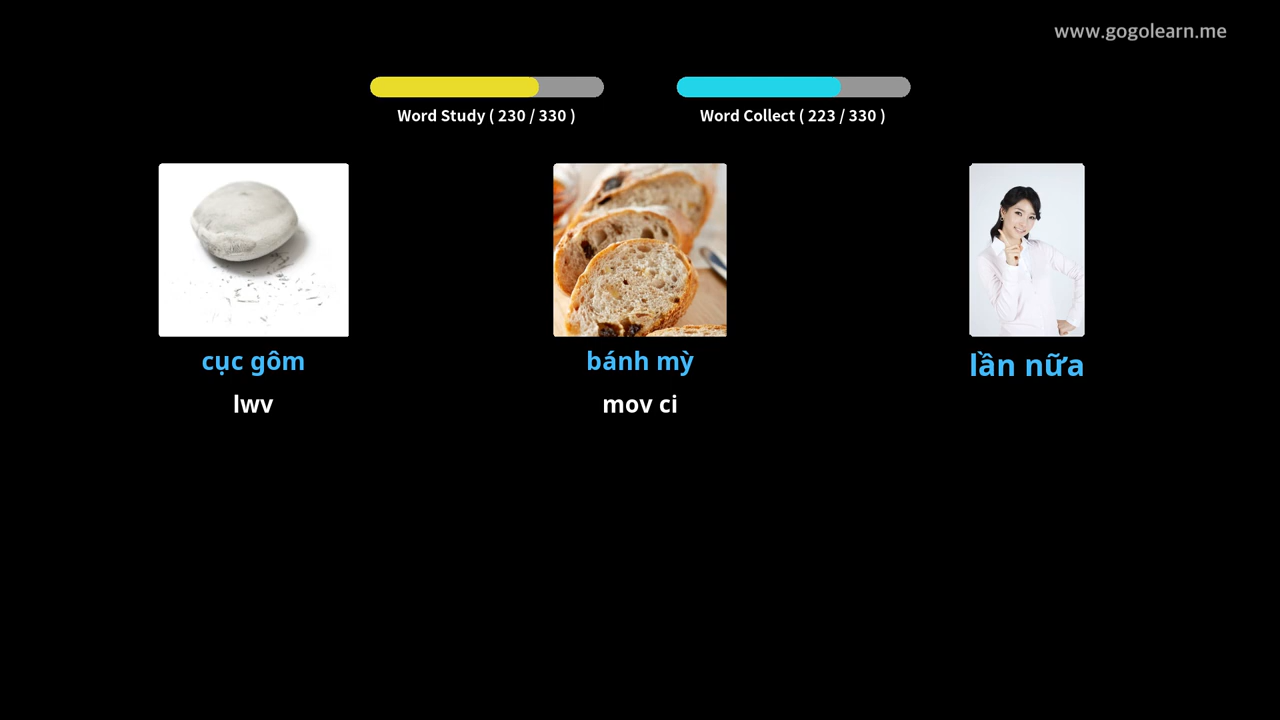 www.gogolearn.me
Word Study ( 230 / 330 )
Word Collect ( 223 / 330 )
cục gôm
bánh mỳ
lần nữa
lwv
mov ci